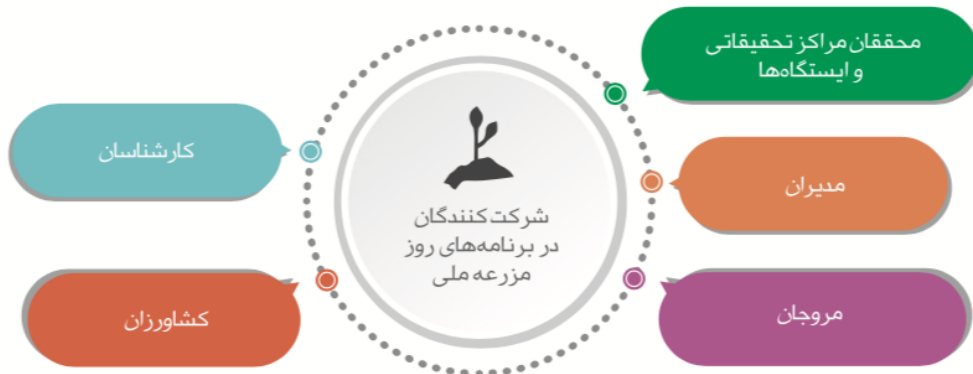 محققان مراکز تحقیقاتی
و ایستگاه‌ها
مدیران
مروجان
شرکت کنندگان
در برنامه‌های روز
مزرعه ملی
کارشناسان
کشاورزان